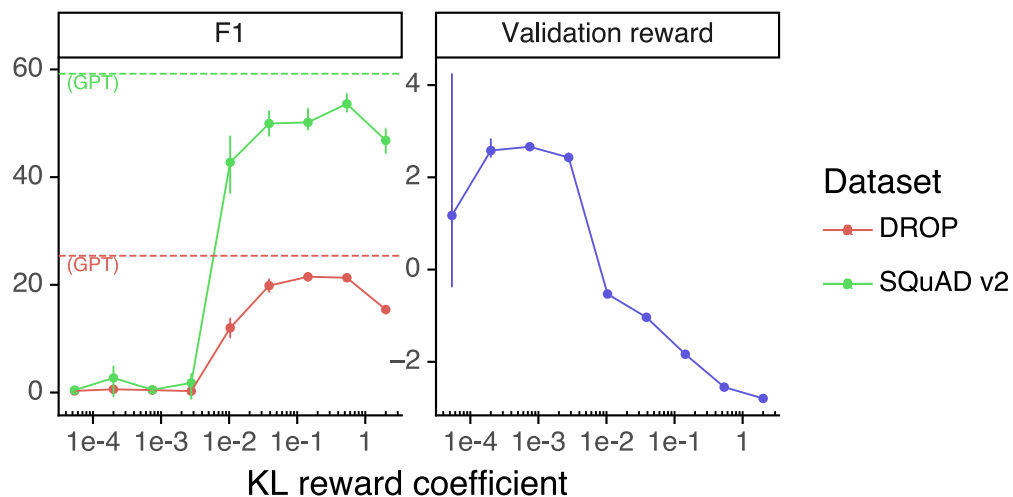 F1
Validation reward
60
40
20
0
(GPT)
(GPT)
4
2
0
−2
1e-4 1e-3 1e-2 1e-1 1
1e-4 1e-3 1e-2 1e-1 1
KL reward coefficient
Dataset
DROP
SQuAD v2